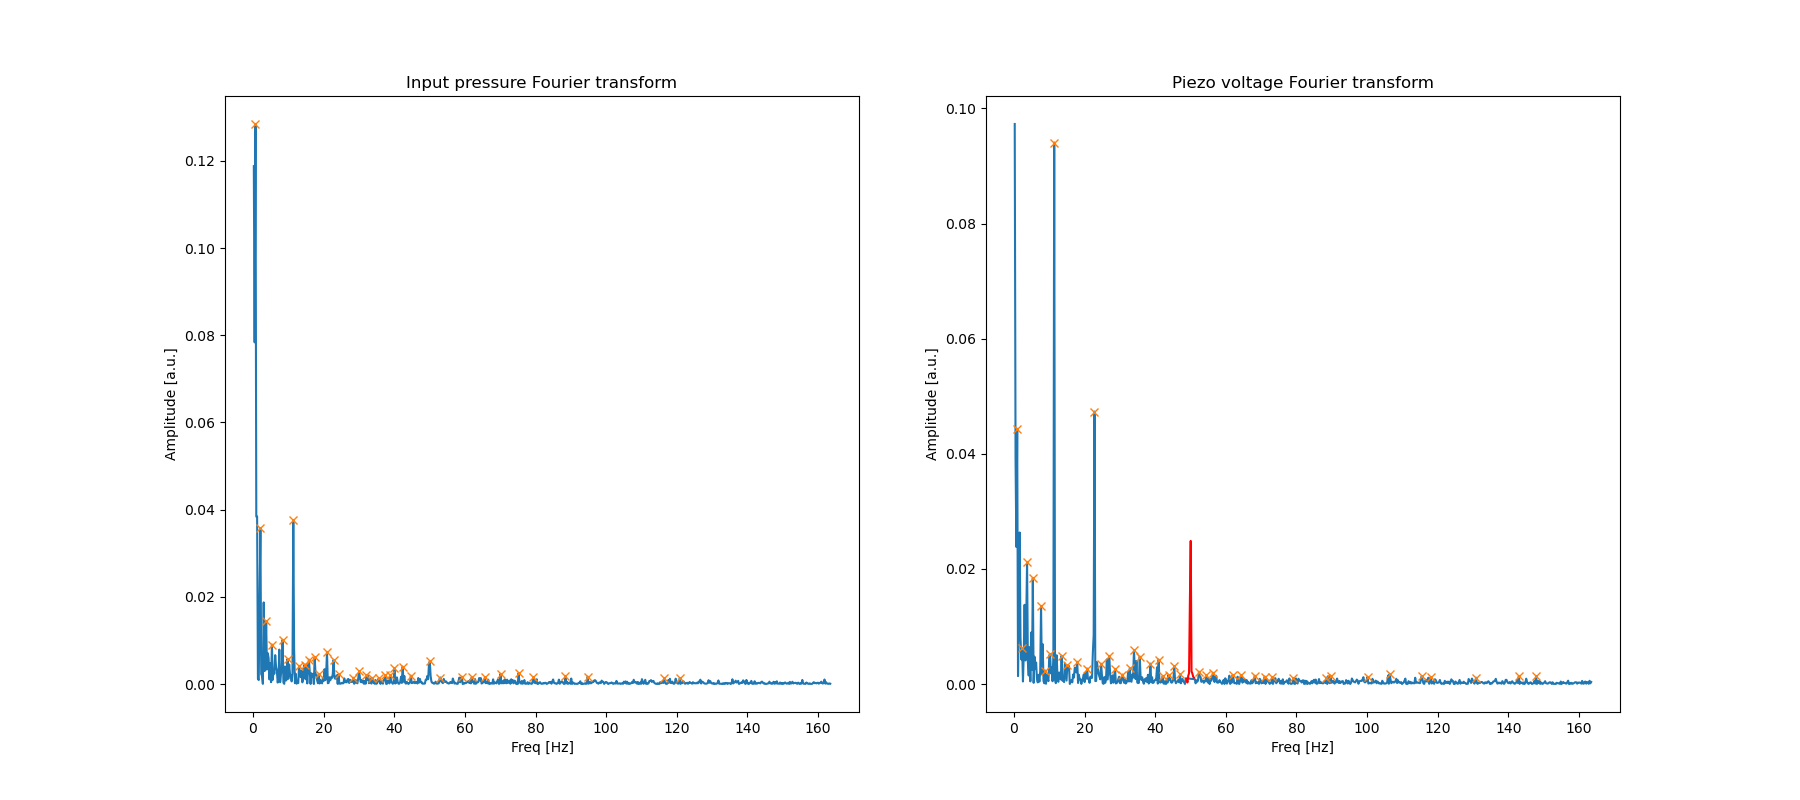 Input pressure Fourier transform
Amplitude [a.u.]
0.12
0.10
0.08
0.06
0.04
0.02
0.00
0 20 40 60 80 100 120 140 160
Freq [Hz]
Piezo voltage Fourier transform
Amplitude [a.u.]
0.10
0.08
0.06
0.04
0.02
0.00
0 20 40 60 80 100 120 140 160
Freq [Hz]